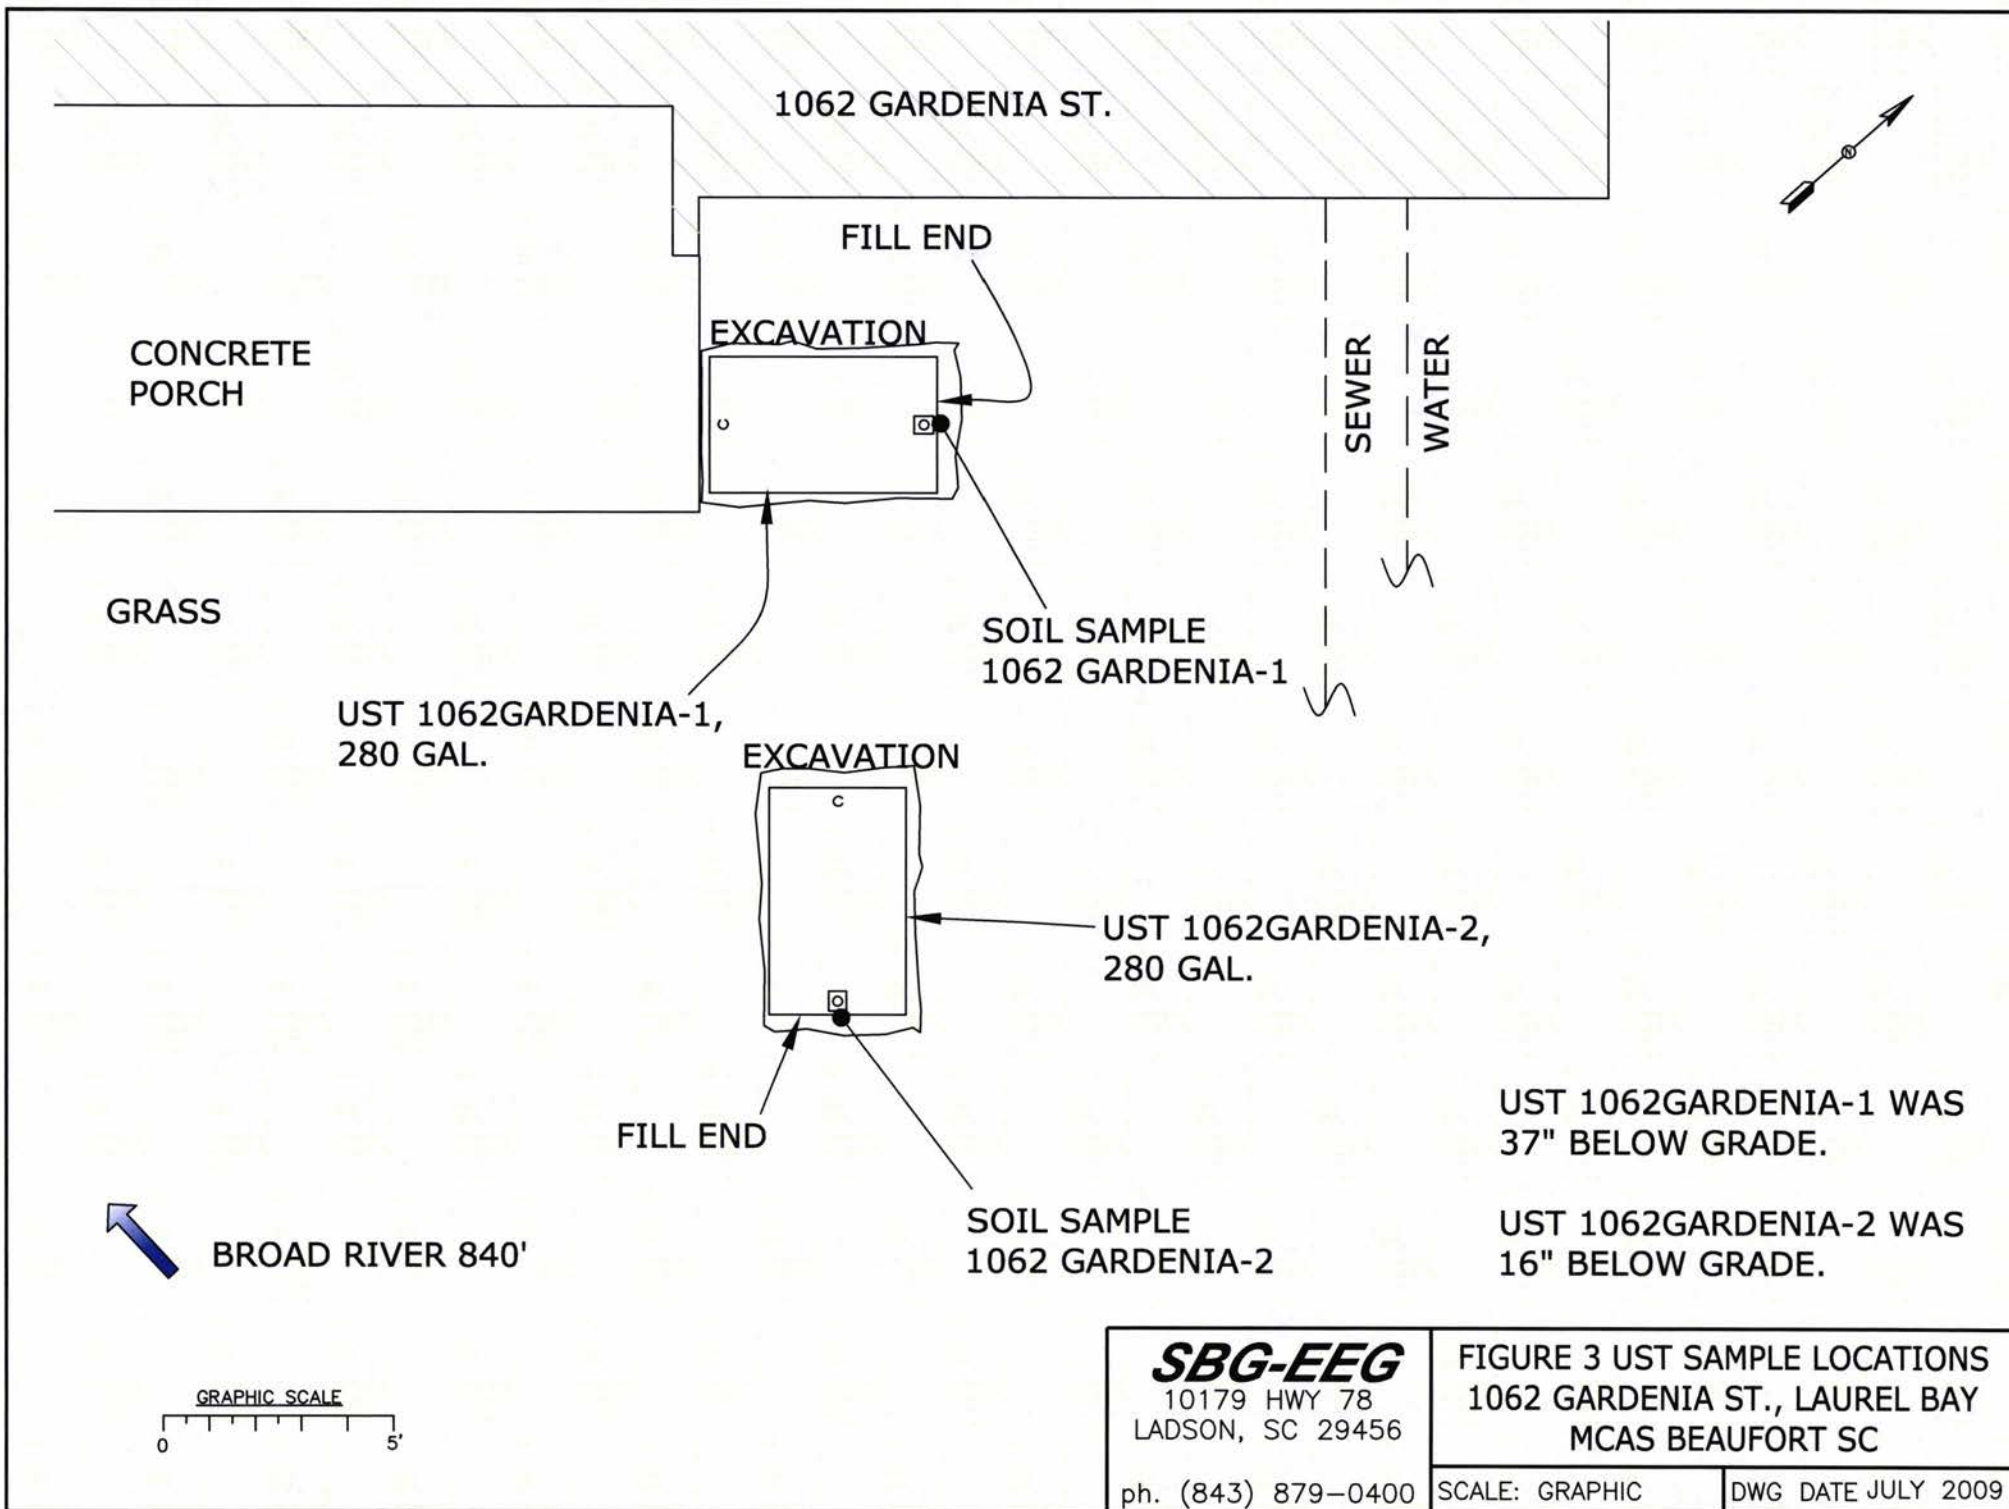 1062 GARDENIA ST.
N
FILL END
EXCAVATION
CONCRETE
PORCH
C
SEWER
WATER
GRASS
SOIL SAMPLE
1062 GARDENIA-1
UST 1062GARDENIA-1,
280 GAL.
EXCAVATION
C
UST 1062GARDENIA-2,
280 GAL.
FILL END
SOIL SAMPLE
1062 GARDENIA-2
UST 1062GARDENIA-1 WAS
37" BELOW GRADE.
UST 1062GARDENIA-2 WAS
16" BELOW GRADE.
BROAD RIVER 840'
GRAPHIC SCALE
0 5'
SBG-EEG
10179 HWY 78
LADSON, SC 29456
ph. (843) 879-0400
FIGURE 3 UST SAMPLE LOCATIONS
1062 GARDENIA ST., LAUREL BAY
MCAS BEAUFORT SC
SCALE: GRAPHIC
DWG DATE JULY 2009